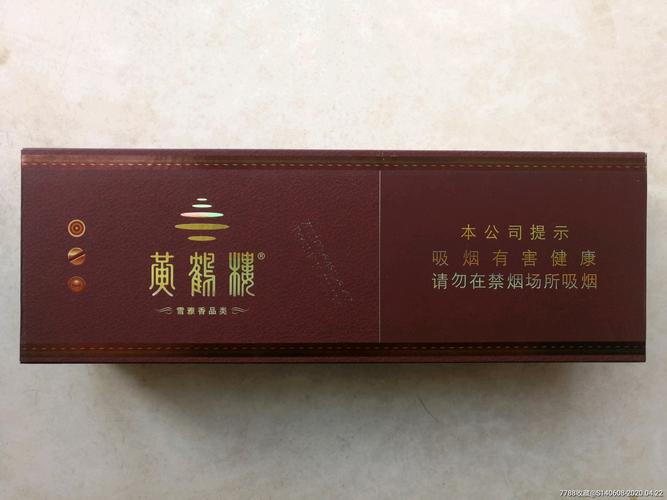 黄鹤楼®
雪雅香品类
本公司提示
吸烟有害健康
请勿在禁烟场所吸烟
7788收藏@S140608-2020.04.22